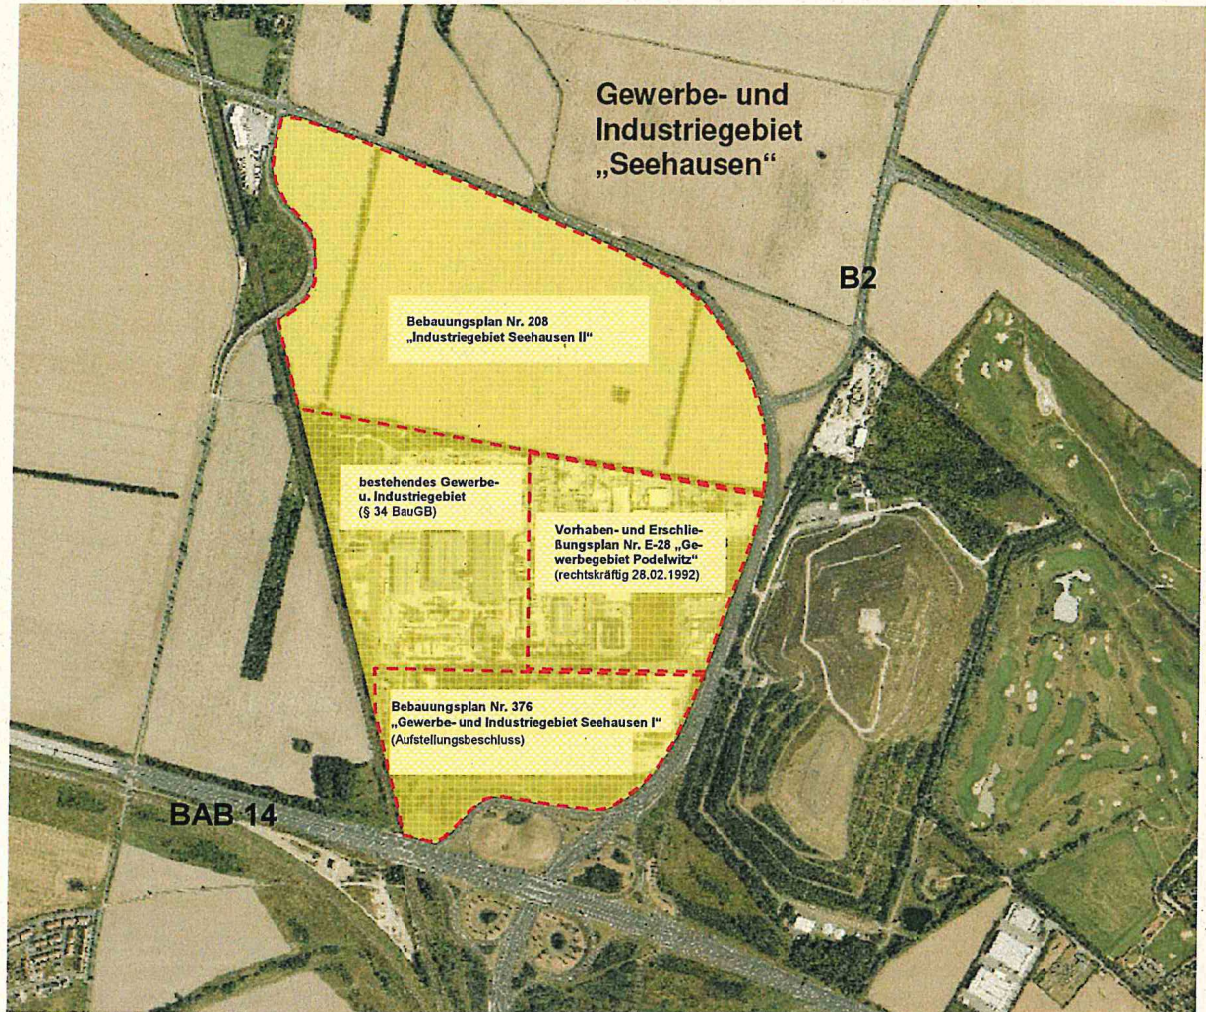 Gewerbe- und
Industriegebiet
„Seehausen“
B2
Bebauungsplan Nr. 208
„Industriegebiet Seehausen II“
bestehendes Gewerbe-
u. Industriegebiet
(§ 34 BauGB)
Vorhaben- und Erschlie-
ßungsplan Nr. E-28 „Ge-
werbegebiet Podelwitz“
(rechtskräftig 28.02.1992)
Bebauungsplan Nr. 376
„Gewerbe- und Industriegebiet Seehausen I“
(Aufstellungsbeschluss)
BAB 14